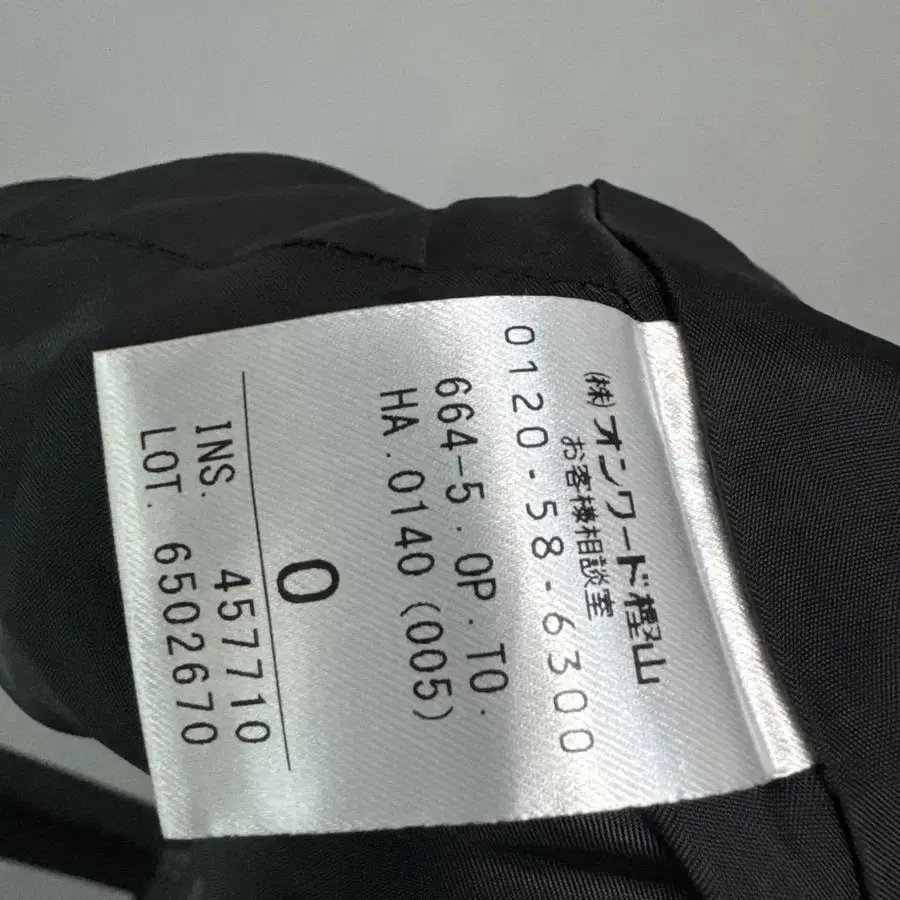 (株)オンワード樫山
お客様相談室
0120-58-6300
664-5.OP.TO.
HA.0140(005)
0
INS. 457710
LOT. 6502670